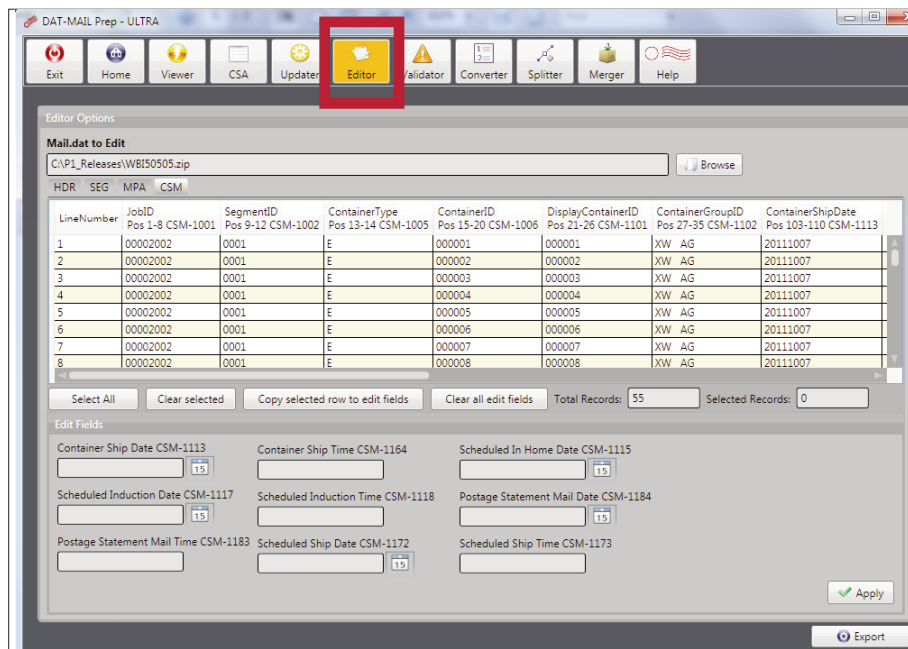 DAT-MAIL Prep - ULTRA
Exit Home Viewer CSA Updater Editor Validator Converter Splitter Merger Help
Editor Options
Mail.dat to Edit
C:\P1_Releases\WBI50505.zip Browse
HDR SEG MPA CSM
LineNumber JobID SegmentID ContainerType ContainerID DisplayContainerID ContainerGroupID ContainerShipDate
Pos 1-8 CSM-1001 Pos 9-12 CSM-1002 Pos 13-14 CSM-1005 Pos 15-20 CSM-1006 Pos 21-26 CSM-1101 Pos 27-35 CSM-1102 Pos 103-110 CSM-1113
1 00002002 0001 E 000001 000001 XW AG 20111007
2 00002002 0001 E 000002 000002 XW AG 20111007
3 00002002 0001 E 000003 000003 XW AG 20111007
4 00002002 0001 E 000004 000004 XW AG 20111007
5 00002002 0001 E 000005 000005 XW AG 20111007
6 00002002 0001 E 000006 000006 XW AG 20111007
7 00002002 0001 E 000007 000007 XW AG 20111007
8 00002002 0001 E 000008 000008 XW AG 20111007
Select All Clear selected Copy selected row to edit fields Clear all edit fields Total Records: 55 Selected Records: 0
Edit Fields
Container Ship Date CSM-1113 Container Ship Time CSM-1164 Scheduled In Home Date CSM-1115
15 15
Scheduled Induction Date CSM-1117 Scheduled Induction Time CSM-1118 Postage Statement Mail Date CSM-1184
15 15
Postage Statement Mail Time CSM-1183 Scheduled Ship Date CSM-1172 Scheduled Ship Time CSM-1173
15
Apply
Export